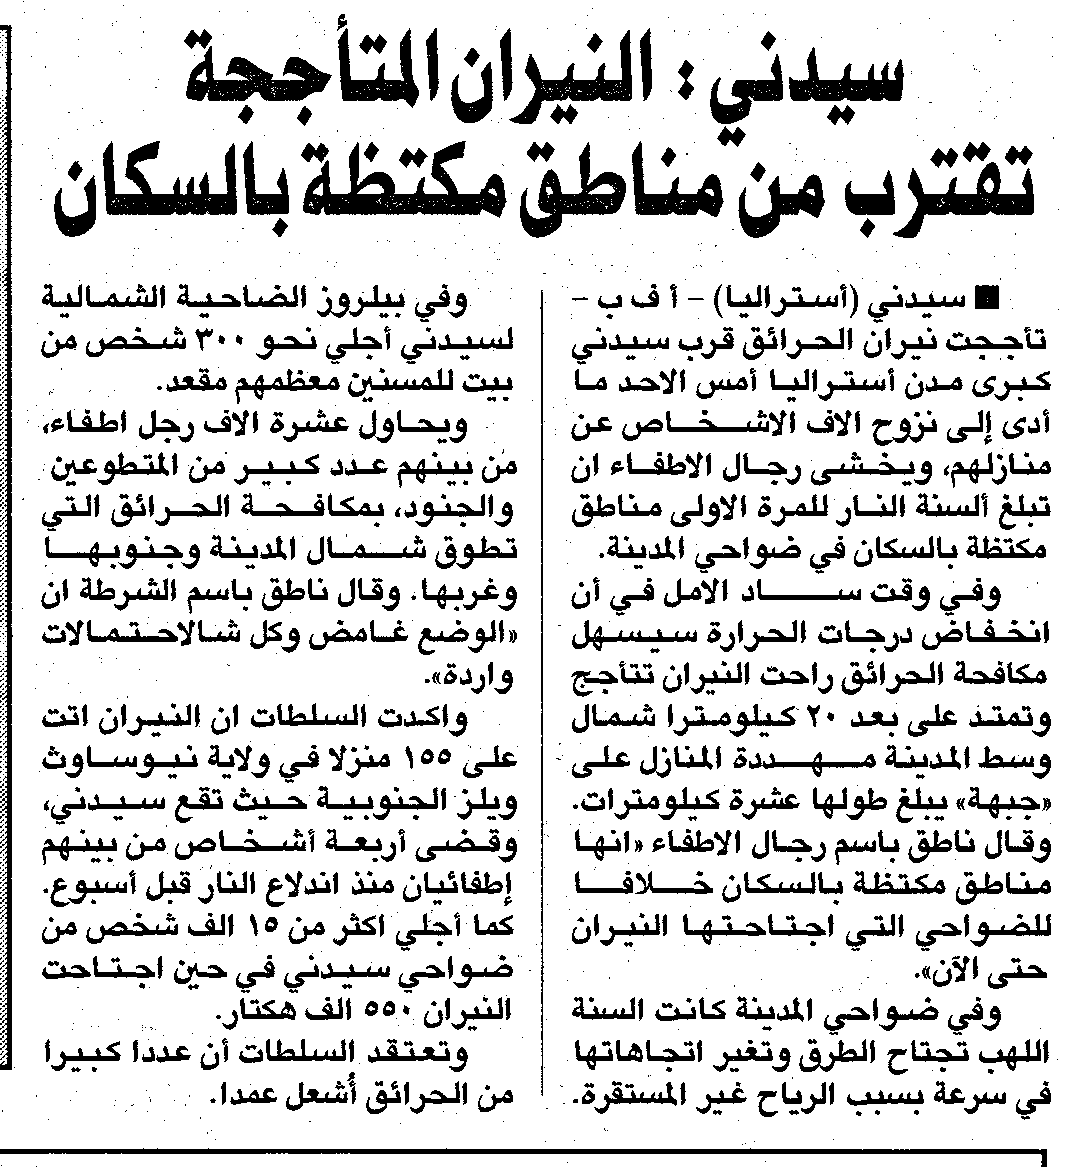 سيدني : النيران المتأججة
تقترب من مناطق مكتظة بالسكان
■ سيدني (أستراليا) - أ ف ب -
تأججت نيران الحرائق قرب سيدني
كبرى مدن أستراليا أمس الاحد ما
أدى إلى نزوح الاف الاشخاص عن
منازلهم، ويخشى رجال الاطفاء ان
تبلغ ألسنة النار للمرة الاولى مناطق
مكتظة بالسكان في ضواحي المدينة.
وفي وقت ساد الامل في أن
انخفاض درجات الحرارة سيسهل
مكافحة الحرائق راحت النيران تتأجج
وتمتد على بعد ٢٠ كيلومترا شمال
وسط المدينة مهددة المنازل على
«جبهة» يبلغ طولها عشرة كيلومترات.
وقال ناطق باسم رجال الاطفاء «انها
مناطق مكتظة بالسكان خلافا
للضواحي التي اجتاحتها النيران
حتى الآن».
وفي ضواحي المدينة كانت السنة
اللهب تجتاح الطرق وتغير اتجاهاتها
في سرعة بسبب الرياح غير المستقرة.
وفي بيلروز الضاحية الشمالية
لسيدني أجلي نحو ٣٠٠ شخص من
بيت للمسنين معظمهم مقعد.
ويحاول عشرة الاف رجل اطفاء،
من بينهم عدد كبير من المتطوعين
والجنود، بمكافحة الحرائق التي
تطوق شمال المدينة وجنوبها
وغربها. وقال ناطق باسم الشرطة ان
«الوضع غامض وكل شالاحتمالات
واردة».
واكدت السلطات ان النيران اتت
على ١٥٥ منزلا في ولاية نيوساوث
ويلز الجنوبية حيث تقع سيدني،
وقضى أربعة أشخاص من بينهم
إطفائيان منذ اندلاع النار قبل أسبوع.
كما أجلي اكثر من ١٥ الف شخص من
ضواحي سيدني في حين اجتاحت
النيران ٥٥٠ الف هكتار.
وتعتقد السلطات أن عددا كبيرا
من الحرائق أُشعل عمدا.